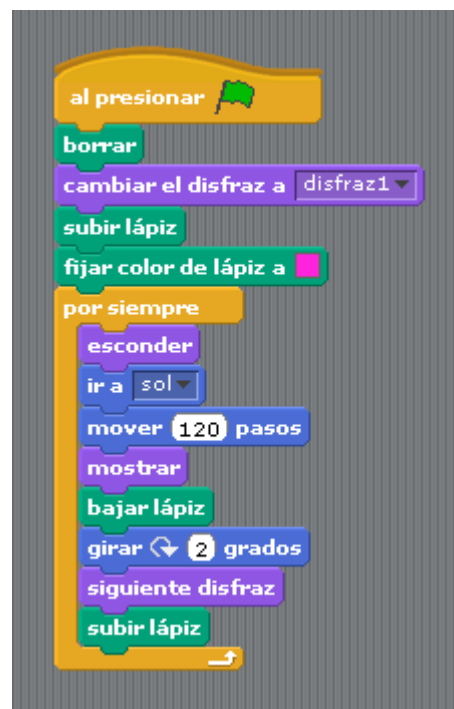 al presionar
borrar
cambiar el disfraz a disfraz1
subir lápiz
fijar color de lápiz a
por siempre
esconder
ir a sol
mover 120 pasos
mostrar
bajar lápiz
girar 2 grados
siguiente disfraz
subir lápiz